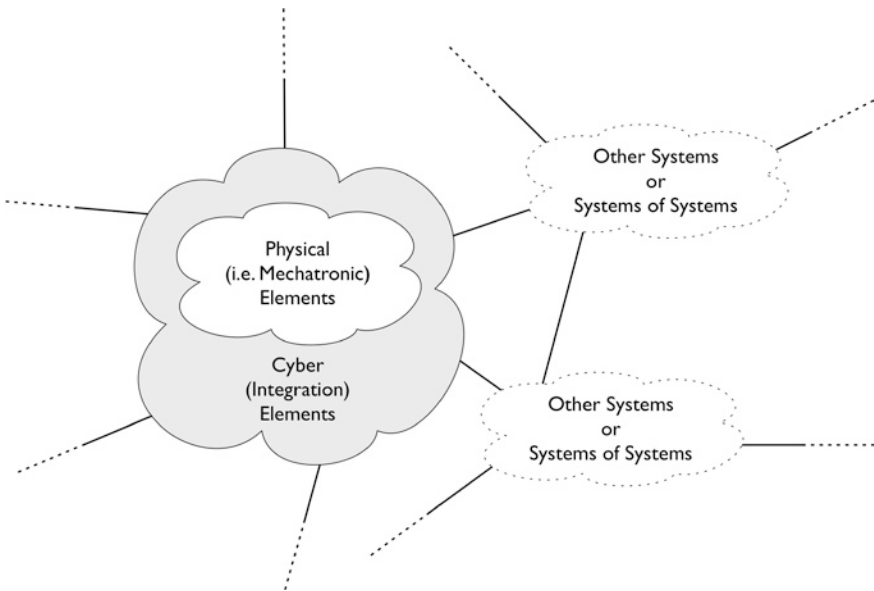 Other Systems
or
Systems of Systems
Physical
(i.e. Mechatronic)
Elements
Cyber
(Integration)
Elements
Other Systems
or
Systems of Systems